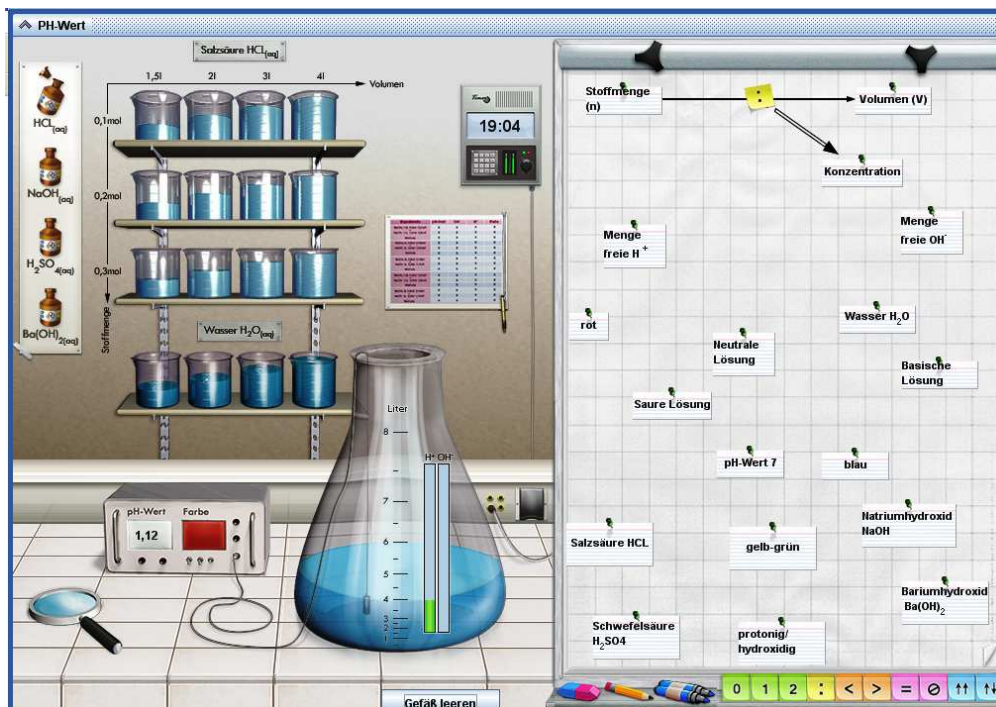 PH-Wert
Salzsäure HCL(aq)
1,5l 2l 3l 4l
Volumen
0,1mol
0,2mol
0,3mol
Stoffmenge
HCL(aq)
NaOH(aq)
H2SO4(aq)
Ba(OH)2(aq)
Wasser H2O(aq)
19:04
Liter
8
7
6
5
4
3
2
1
H+ OH-
pH-Wert Farbe
1,12
Gefäß leeren
Stoffmenge
(n)
:
Volumen (V)
Konzentration
Menge
freie H+
Menge
freie OH-
rot
Wasser H2O
Neutrale
Lösung
Basische
Lösung
Saure Lösung
pH-Wert 7
blau
Salzsäure HCL
gelb-grün
Natriumhydroxid
NaOH
Bariumhydroxid
Ba(OH)2
Schwefelsäure
H2SO4
protonig/
hydroxidig
0 1 2 : < > = ⊘ ↑↑ ↑↓